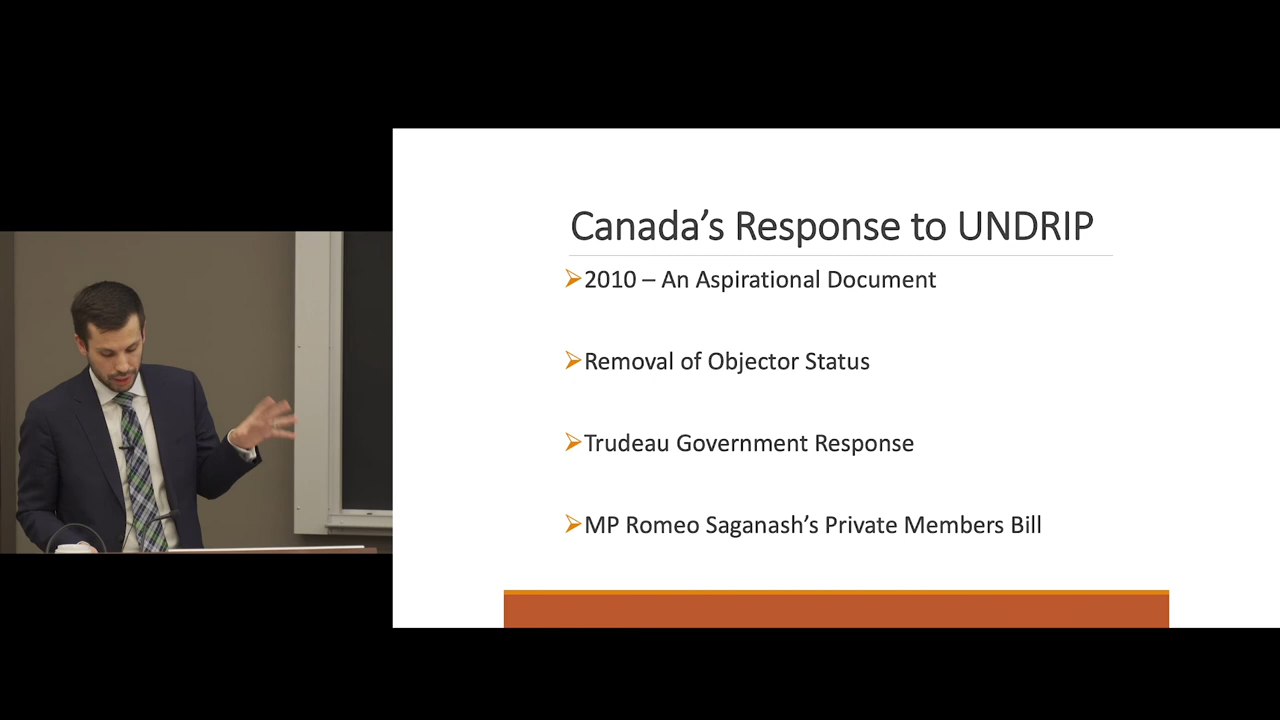 Canada’s Response to UNDRIP
2010 – An Aspirational Document
Removal of Objector Status
Trudeau Government Response
MP Romeo Saganash’s Private Members Bill